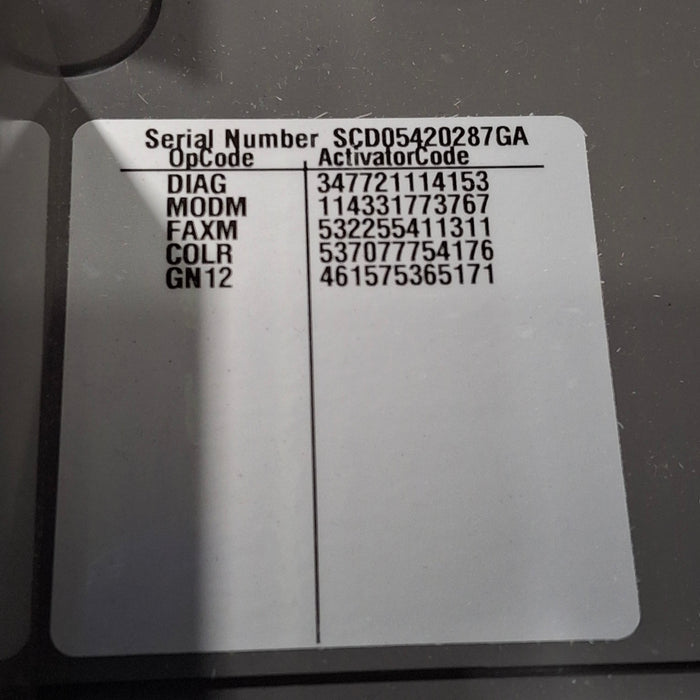 Serial Number SCD05420287GA
OpCode ActivatorCode
DIAG 347721114153
MODM 114331773767
FAXM 532255411311
COLR 537077754176
GN12 461575365171